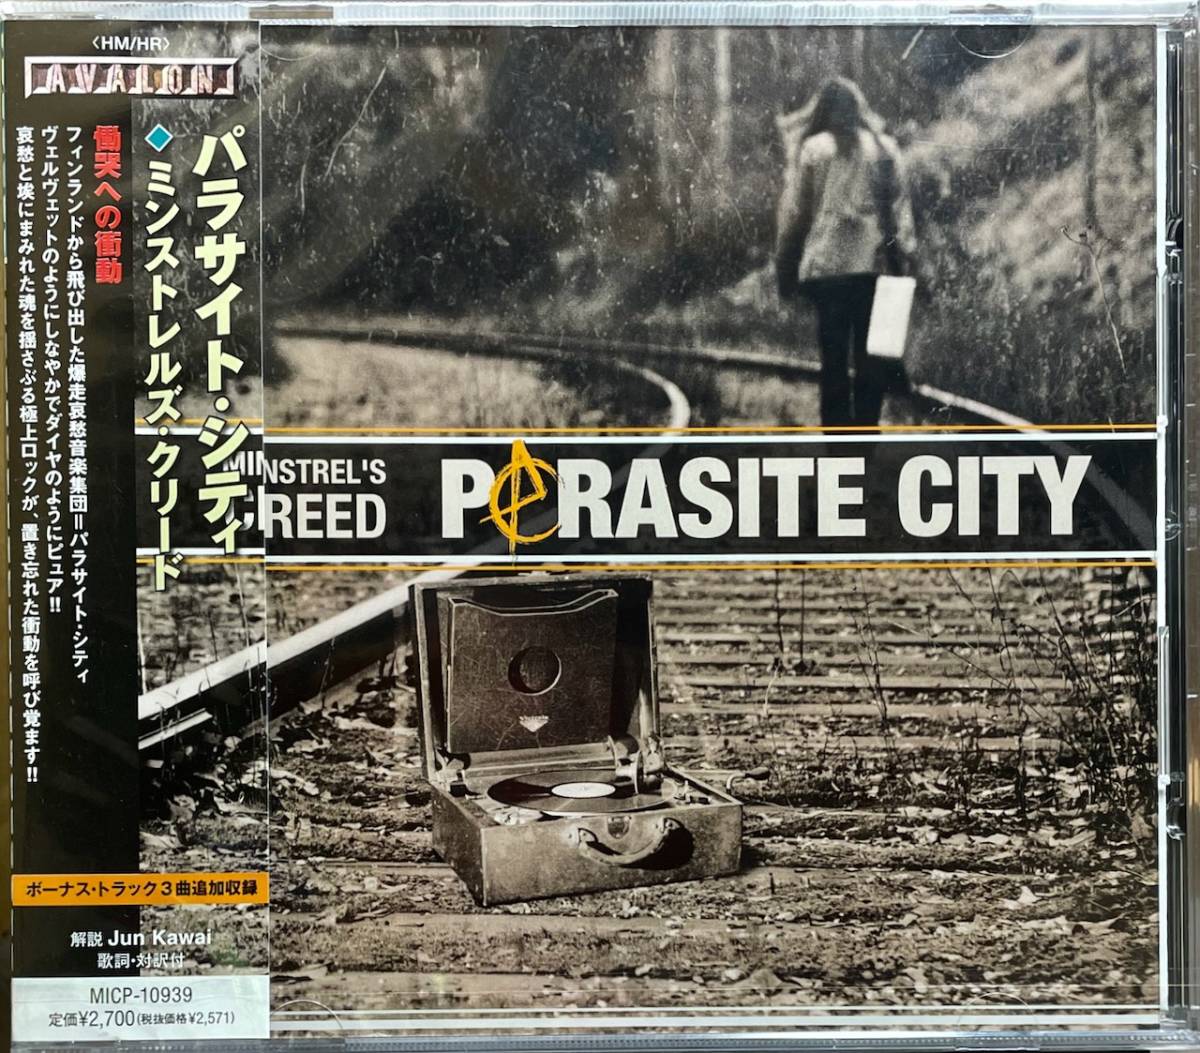 〈HM/HR〉
AVALON
パラサイト・シティ
◆ミンストレルズ・クリード
慟哭への衝動
フィンランドから飛び出した爆走哀愁音楽集団＝パラサイト・シティ
ヴェルヴェットのようにしなやかでダイヤのようにピュア!!
哀愁と埃にまみれた魂を揺さぶる極上ロックが、置き忘れた衝動を呼び覚ます!!
MINSTREL'S
CREED
PARASITE CITY
ボーナス・トラック3曲追加収録
解説 Jun Kawai
歌詞・対訳付
MICP-10939
定価¥2,700(税抜価格¥2,571)